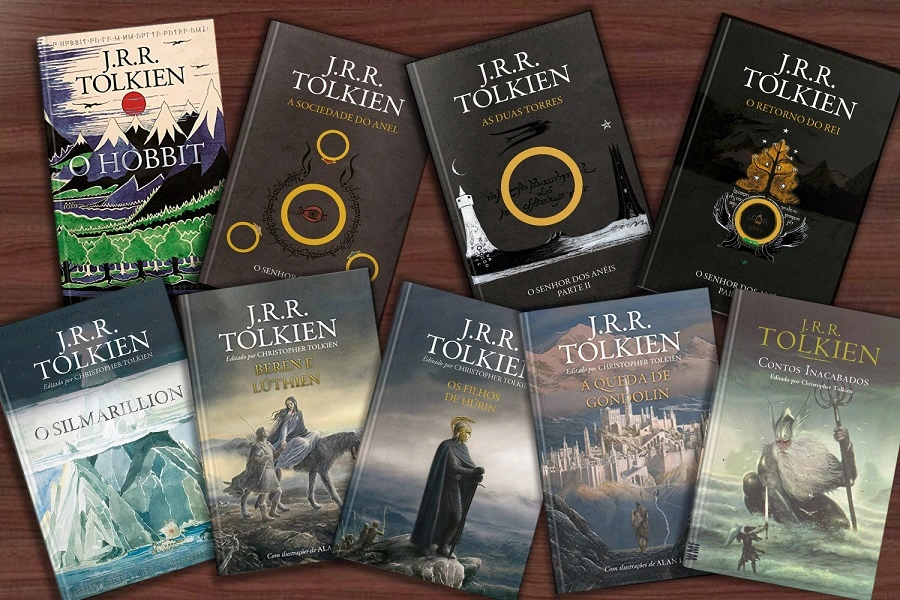 J.R.R.
TOLKIEN
O HOBBIT
J.R.R.
TOLKIEN
A SOCIEDADE DO ANEL
O SENHOR
J.R.R.
TOLKIEN
AS DUAS TORRES
O SENHOR DOS ANÉIS
PARTE II
J.R.R.
TOLKIEN
O RETORNO DO REI
O SENHOR DOS
J.R.R.
TOLKIEN
Editado por CHRISTOPHER TOLKIEN
O SILMARILLION
J.R.R.
TOLKIEN
Editado por CHRISTOPHER TOLKIEN
BEREN E
LÚTHIEN
Com ilustrações de ALA
J.R.R.
TOLKIEN
Editado por CHRISTOPHER TOLKIEN
OS FILHOS
DE HÚRIN
J.R.R.
TOLKIEN
Editado por CHRISTOPHER TOLKIEN
A QUEDA DE
GONDOLIN
Com ilustrações de ALAN L
J.R.R.
TOLKIEN
CONTOS INACABADOS
Editado por Christopher Tolkien